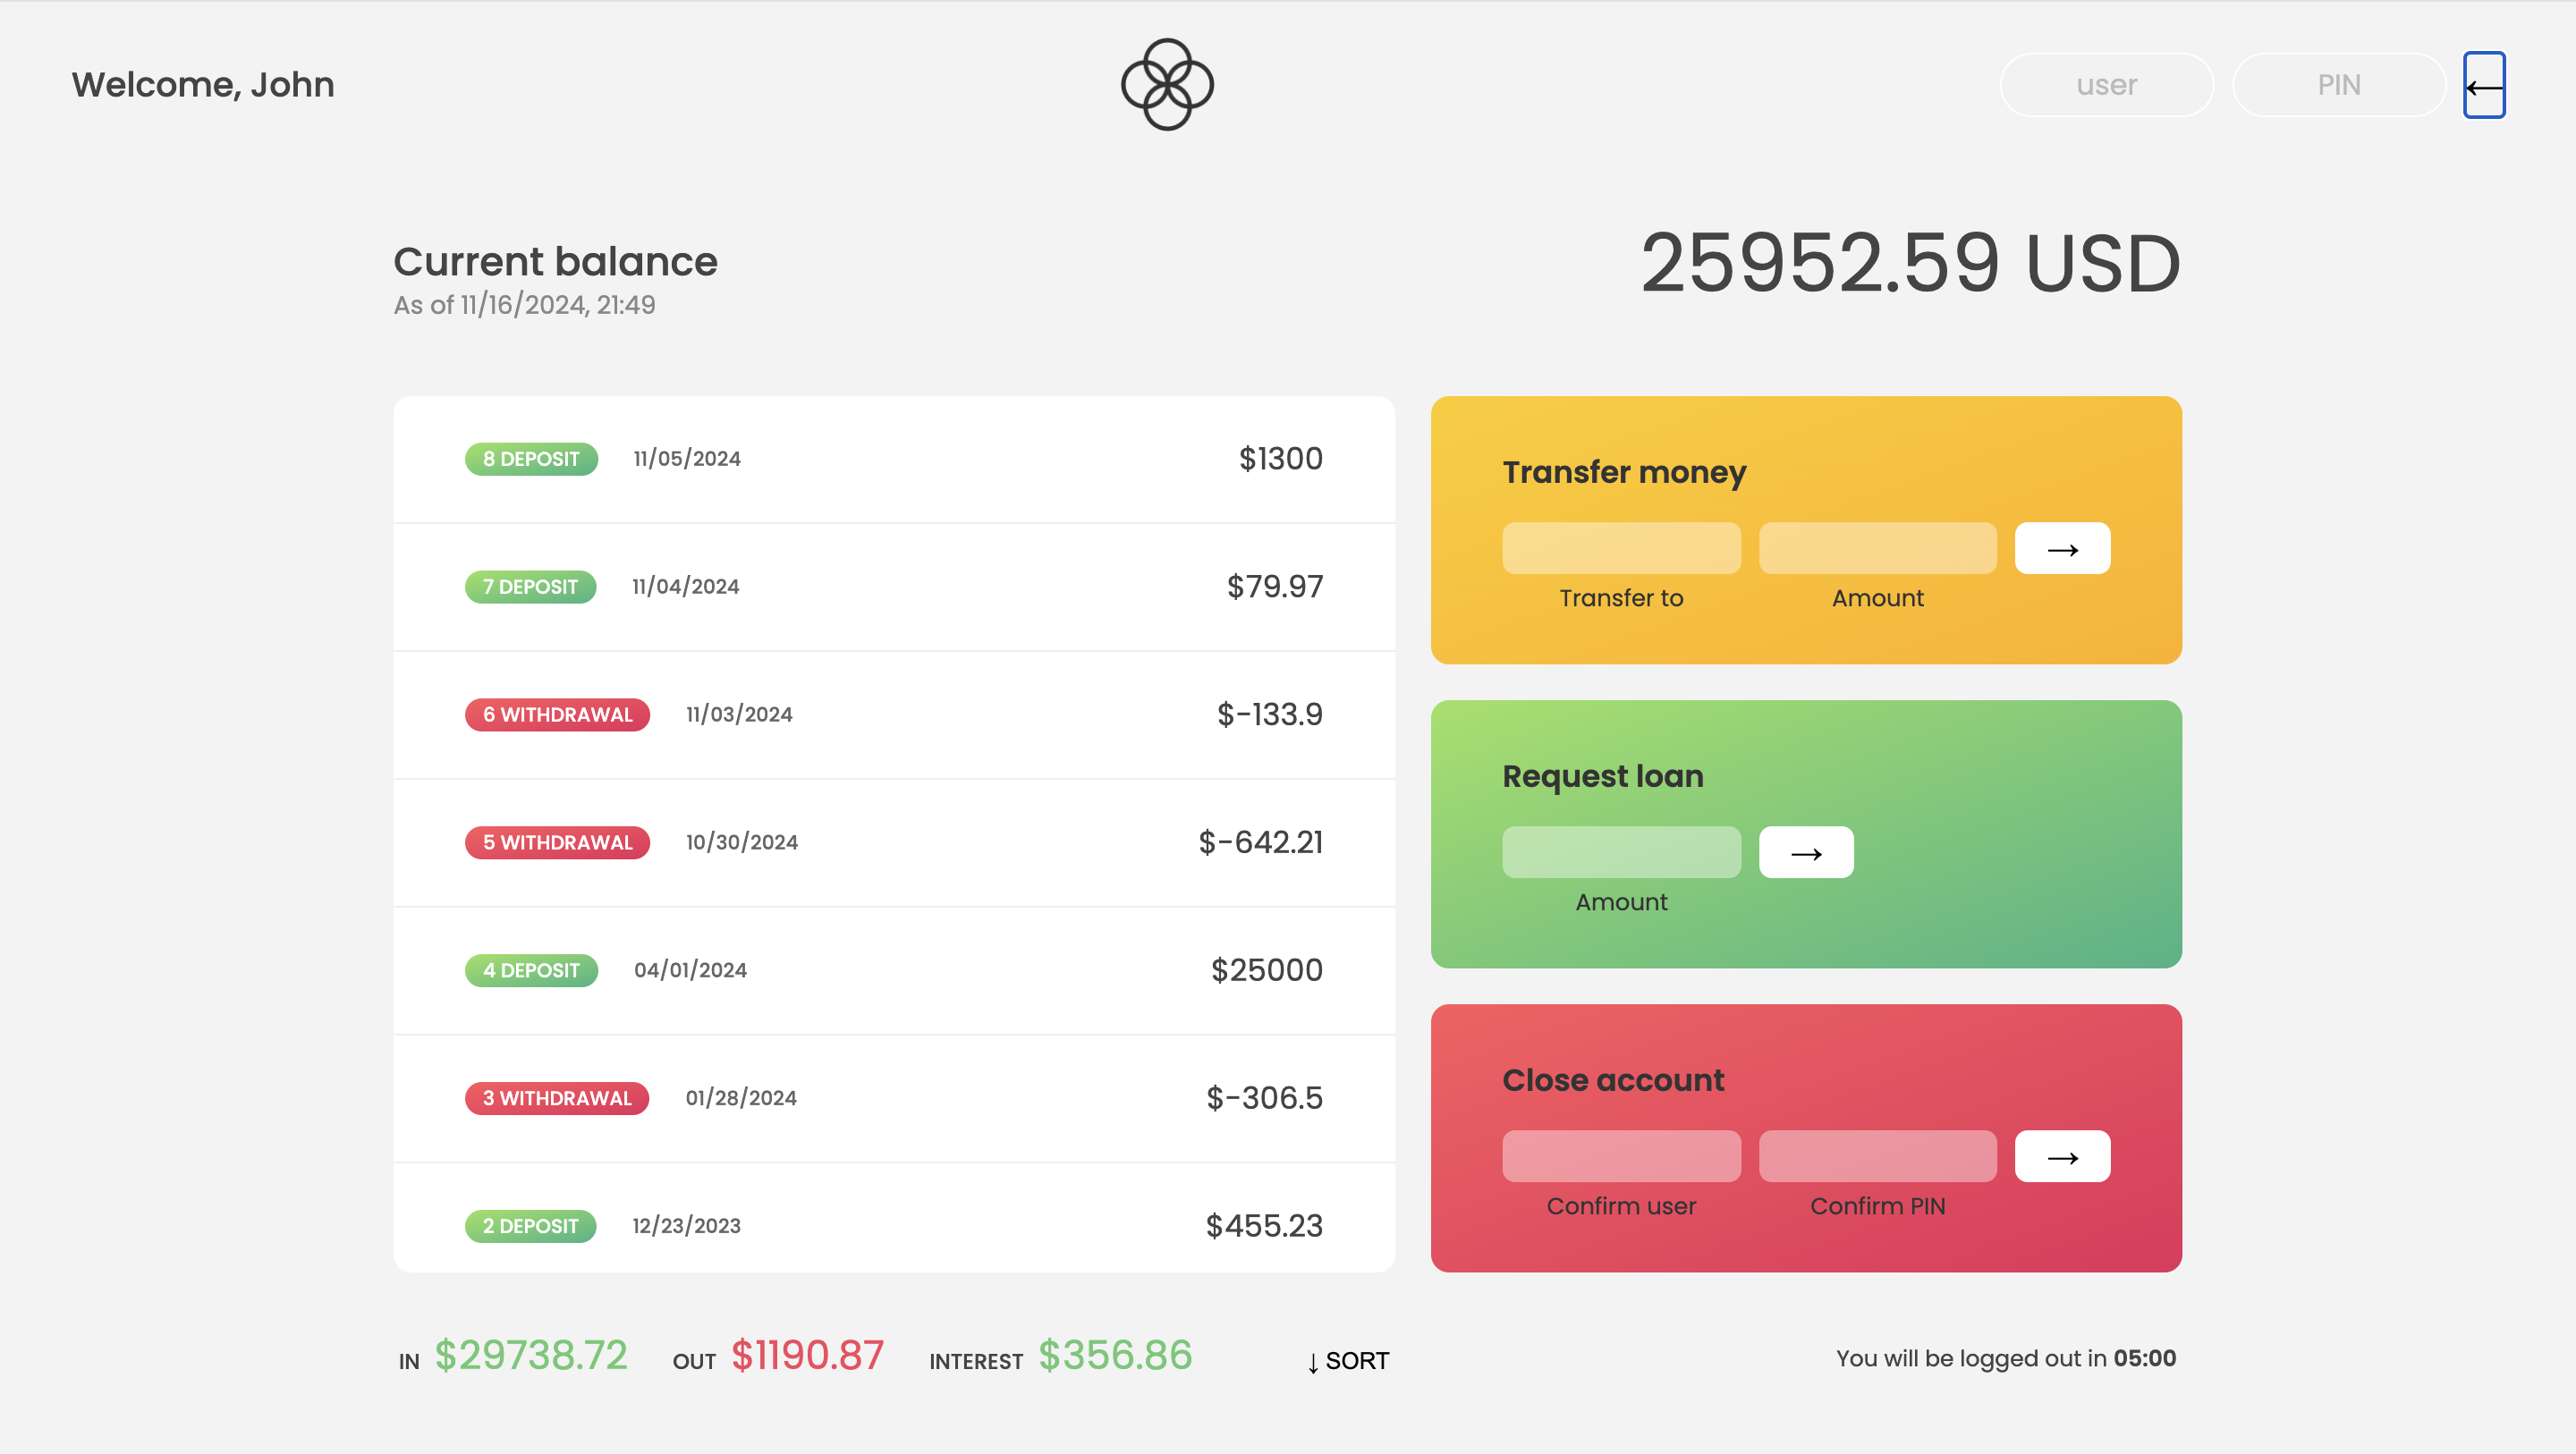 Welcome, John
user
PIN
←
Current balance
As of 11/16/2024, 21:49
25952.59 USD
8 DEPOSIT 11/05/2024 $1300
7 DEPOSIT 11/04/2024 $79.97
6 WITHDRAWAL 11/03/2024 $-133.9
5 WITHDRAWAL 10/30/2024 $-642.21
4 DEPOSIT 04/01/2024 $25000
3 WITHDRAWAL 01/28/2024 $-306.5
2 DEPOSIT 12/23/2023 $455.23
Transfer money
→
Transfer to Amount
Request loan
→
Amount
Close account
→
Confirm user Confirm PIN
IN $29738.72 OUT $1190.87 INTEREST $356.86 ↓ SORT
You will be logged out in 05:00